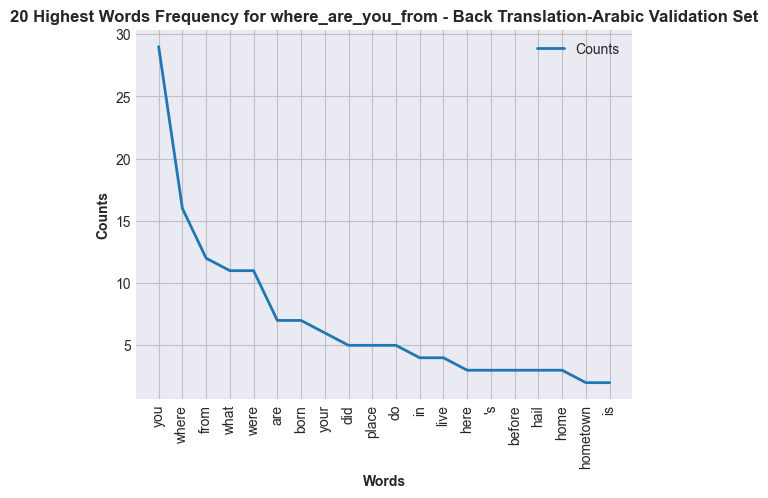 20 Highest Words Frequency for where_are_you_from - Back Translation-Arabic Validation Set
Counts
30
25
20
15
10
5
Counts
you
where
from
what
were
are
born
your
did
place
do
in
live
here
's
before
hail
home
hometown
is
Words